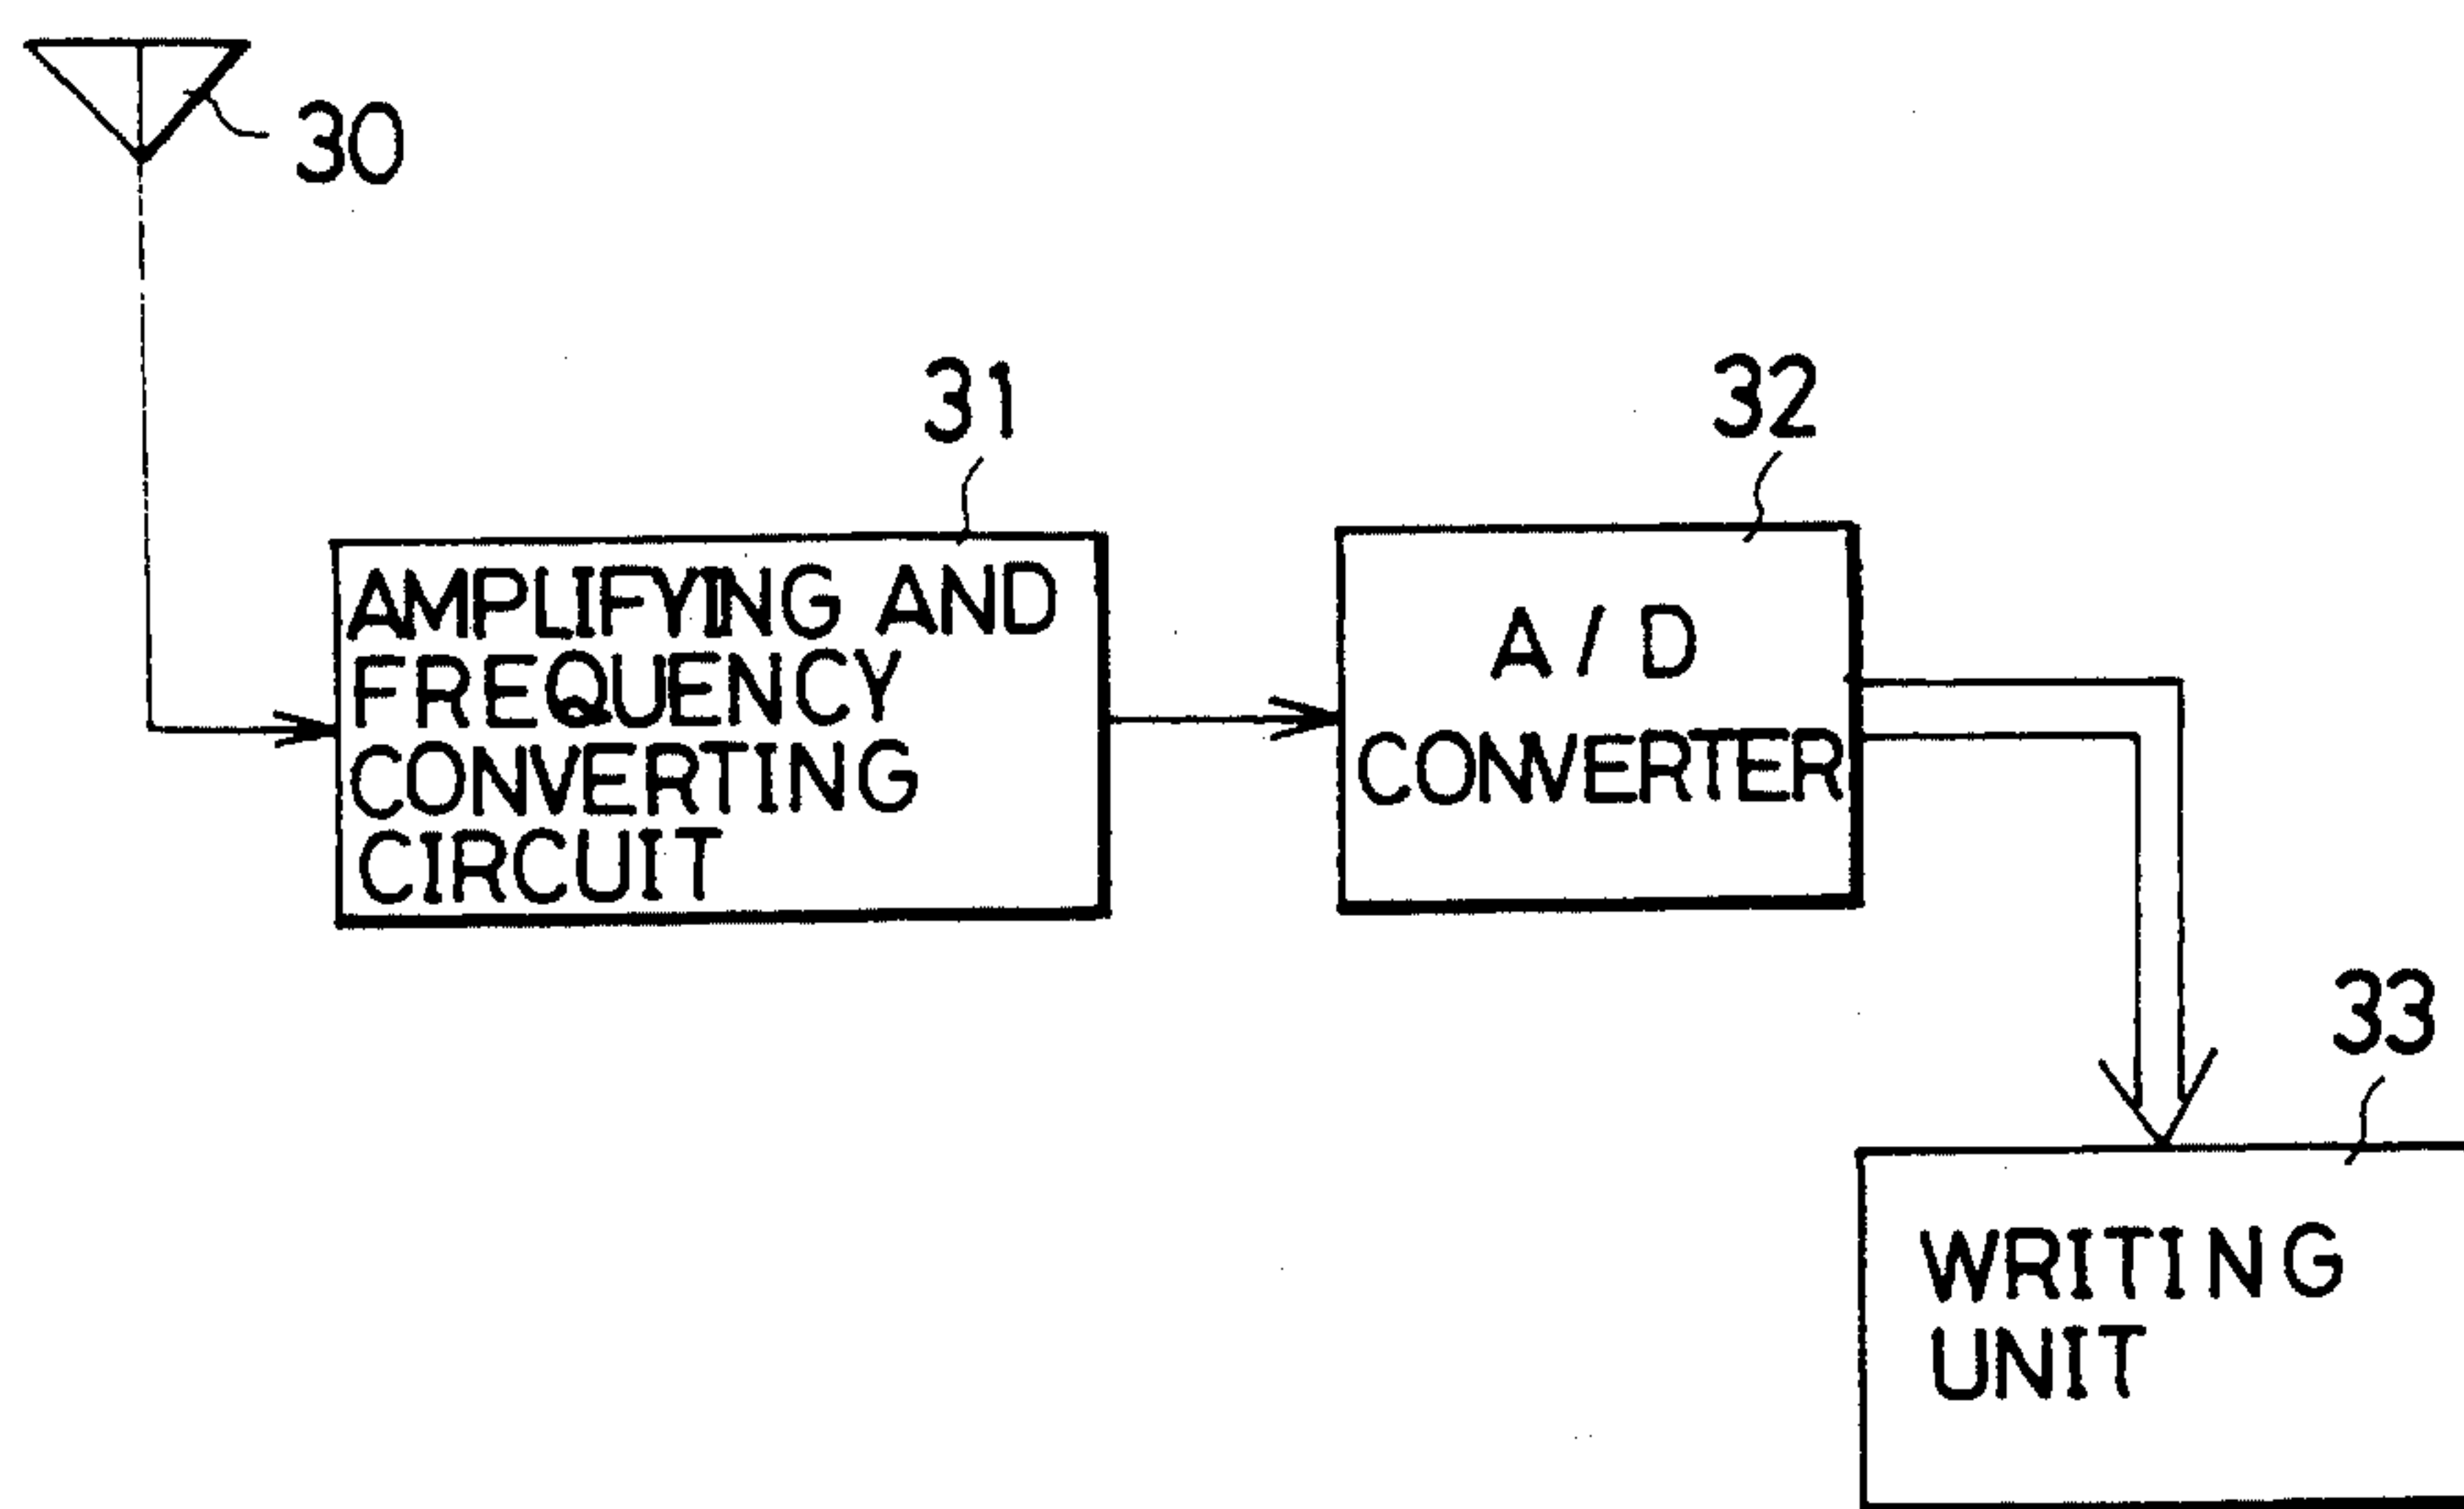 30
31
AMPLIFYING AND
FREQUENCY
CONVERTING
CIRCUIT
32
A/D
CONVERTER
33
WRITING
UNIT